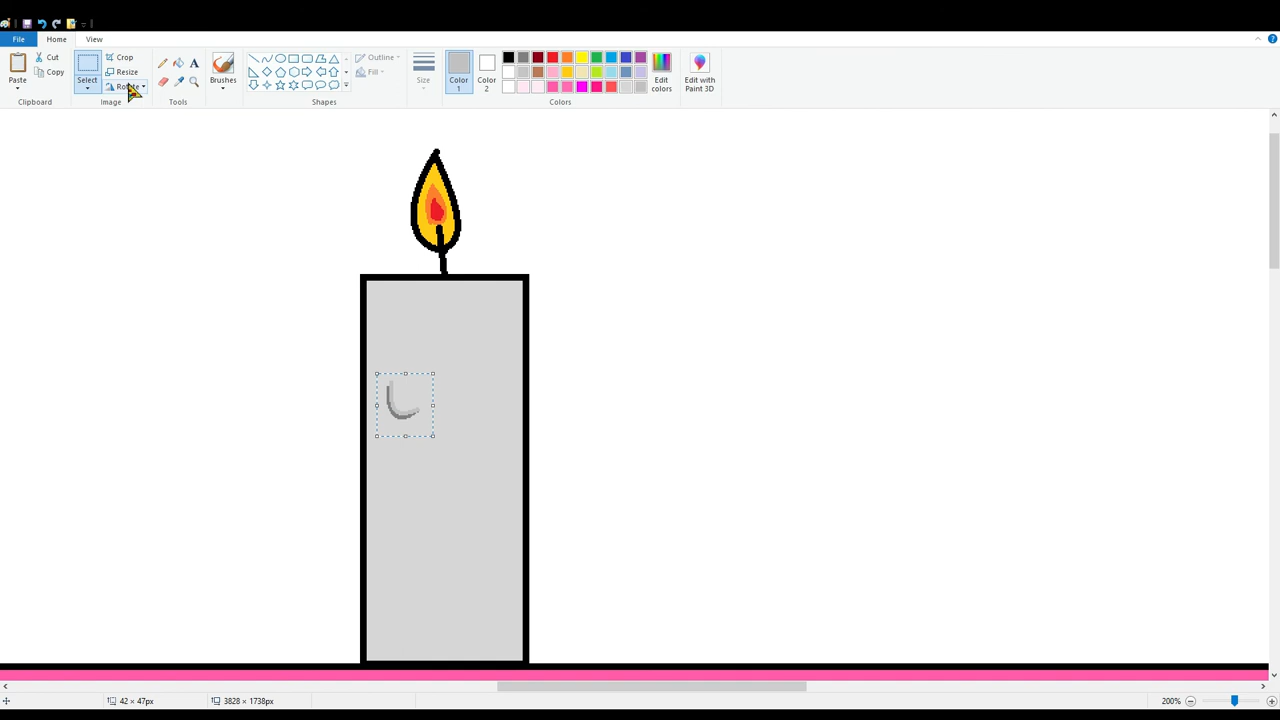 File Home View
Paste
Cut
Copy
Clipboard
Select
Crop
Resize
Rotate
Image
A
Tools
Brushes
Outline
Fill
Shapes
Size
Color
1
Color
2
Edit
colors
Colors
Edit with
Paint 3D
42 × 47px
3828 × 1738px
200%